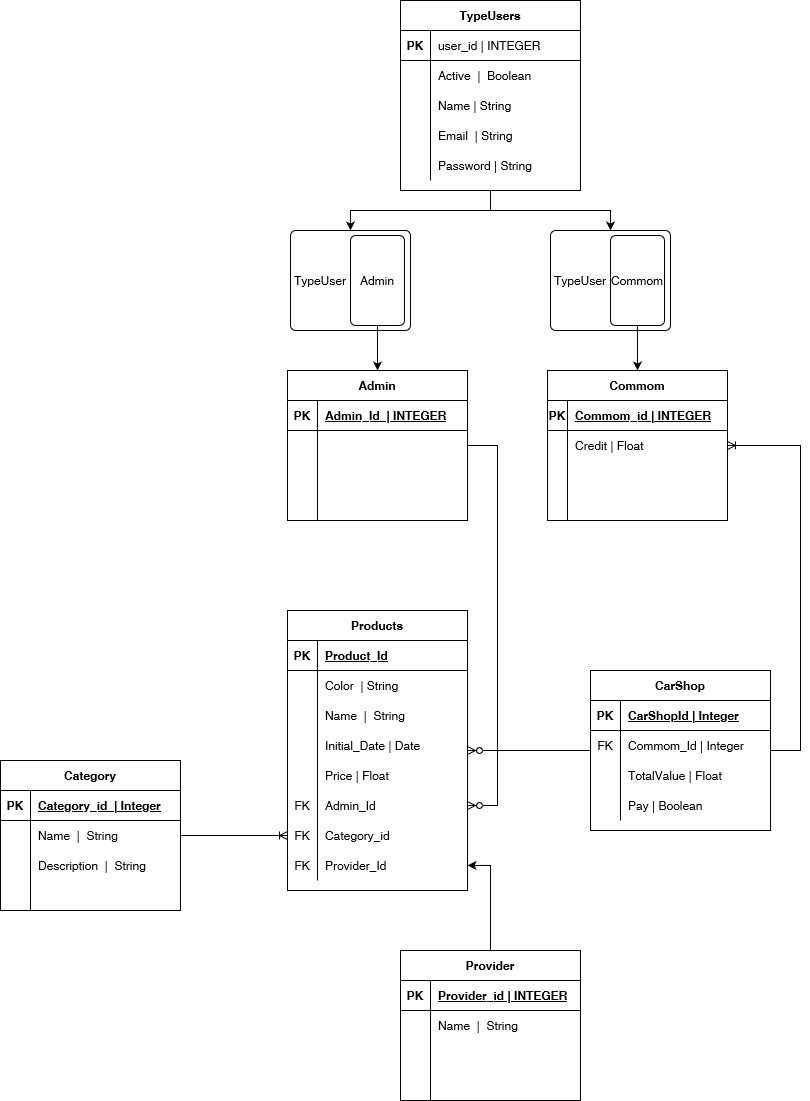 TypeUsers
PK user_id | INTEGER
Active | Boolean
Name | String
Email | String
Password | String
TypeUser Admin
TypeUser Commom
Admin
PK Admin_Id | INTEGER
Commom
PK Commom_id | INTEGER
Credit | Float
Products
PK Product_Id
Color | String
Name | String
Initial_Date | Date
Price | Float
FK Admin_Id
FK Category_id
FK Provider_Id
CarShop
PK CarShopId | Integer
FK Commom_Id | Integer
TotalValue | Float
Pay | Boolean
Category
PK Category_id | Integer
Name | String
Description | String
Provider
PK Provider_id | INTEGER
Name | String